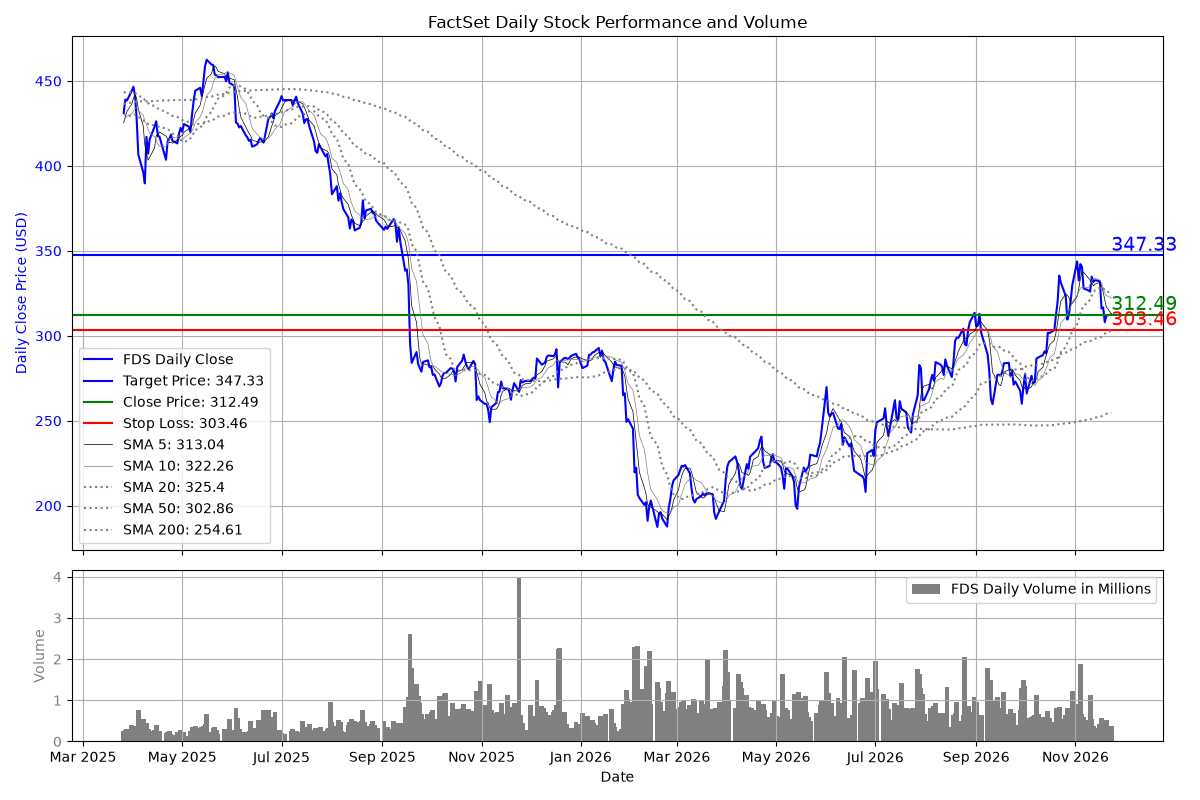 FactSet Daily Stock Performance and Volume
450
400
350
300
250
200
Daily Close Price (USD)
347.33
312.49
303.46
FDS Daily Close
Target Price: 347.33
Close Price: 312.49
Stop Loss: 303.46
SMA 5: 313.04
SMA 10: 322.26
SMA 20: 325.4
SMA 50: 302.86
SMA 200: 254.61
4
3
2
1
0
Volume
FDS Daily Volume in Millions
Mar 2025 May 2025 Jul 2025 Sep 2025 Nov 2025 Jan 2026 Mar 2026 May 2026 Jul 2026 Sep 2026 Nov 2026
Date